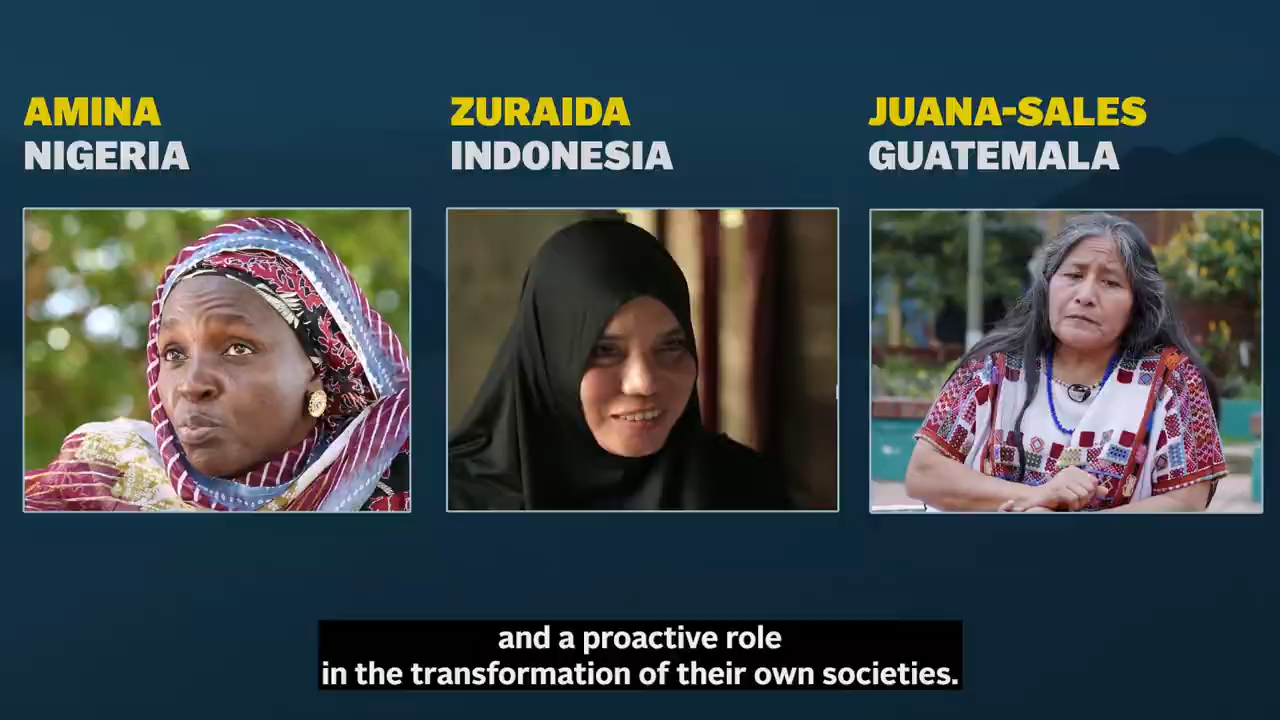 AMINA
NIGERIA
ZURAIDA
INDONESIA
JUANA-SALES
GUATEMALA
and a proactive role
in the transformation of their own societies.